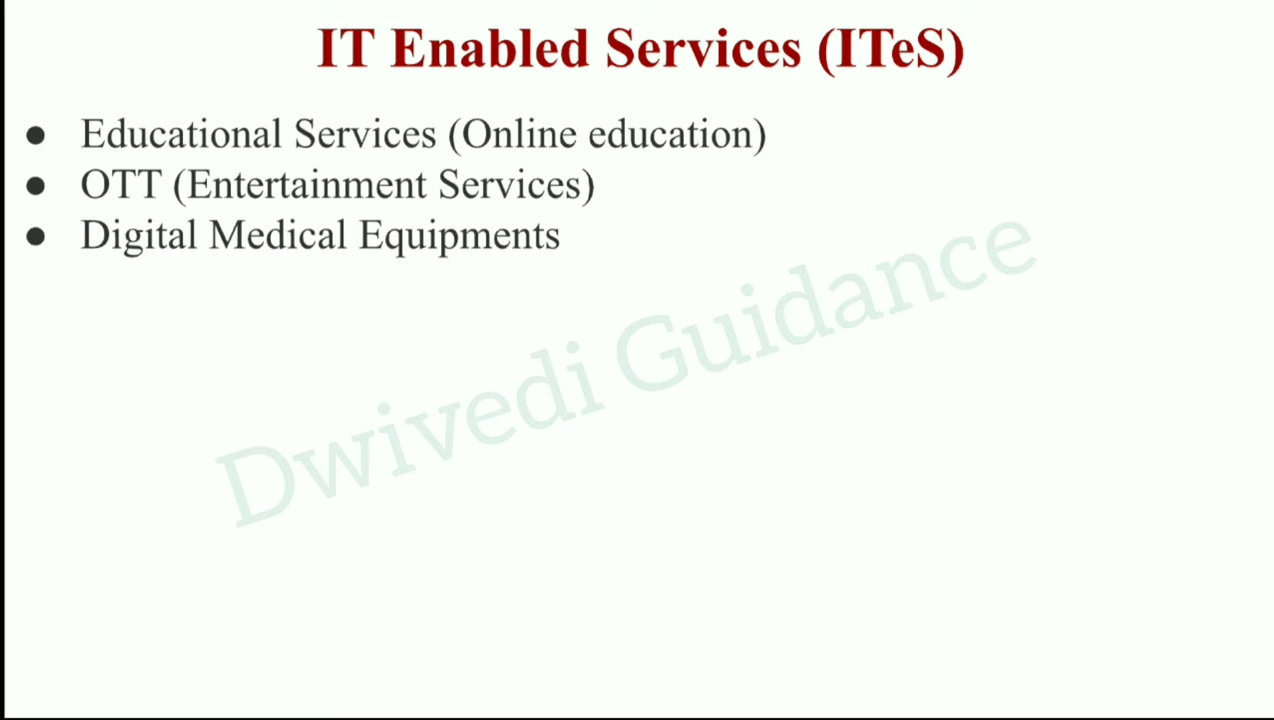 IT Enabled Services (ITeS)
● Educational Services (Online education)
● OTT (Entertainment Services)
● Digital Medical Equipments
Dwivedi Guidance